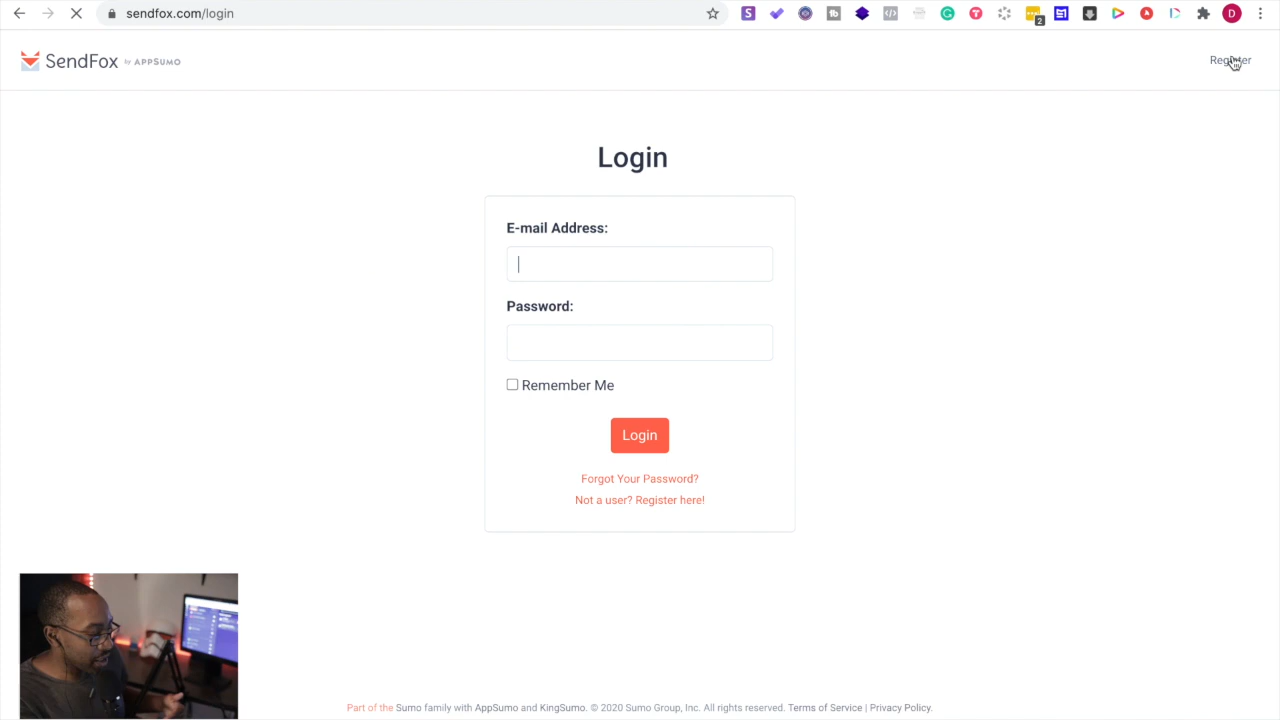 sendfox.com/login
2
SendFox by APPSUMO
Register
Login
E-mail Address:
Password:
Remember Me
Login
Forgot Your Password?
Not a user? Register here!
Part of the Sumo family with AppSumo and KingSumo. © 2020 Sumo Group, Inc. All rights reserved. Terms of Service | Privacy Policy.